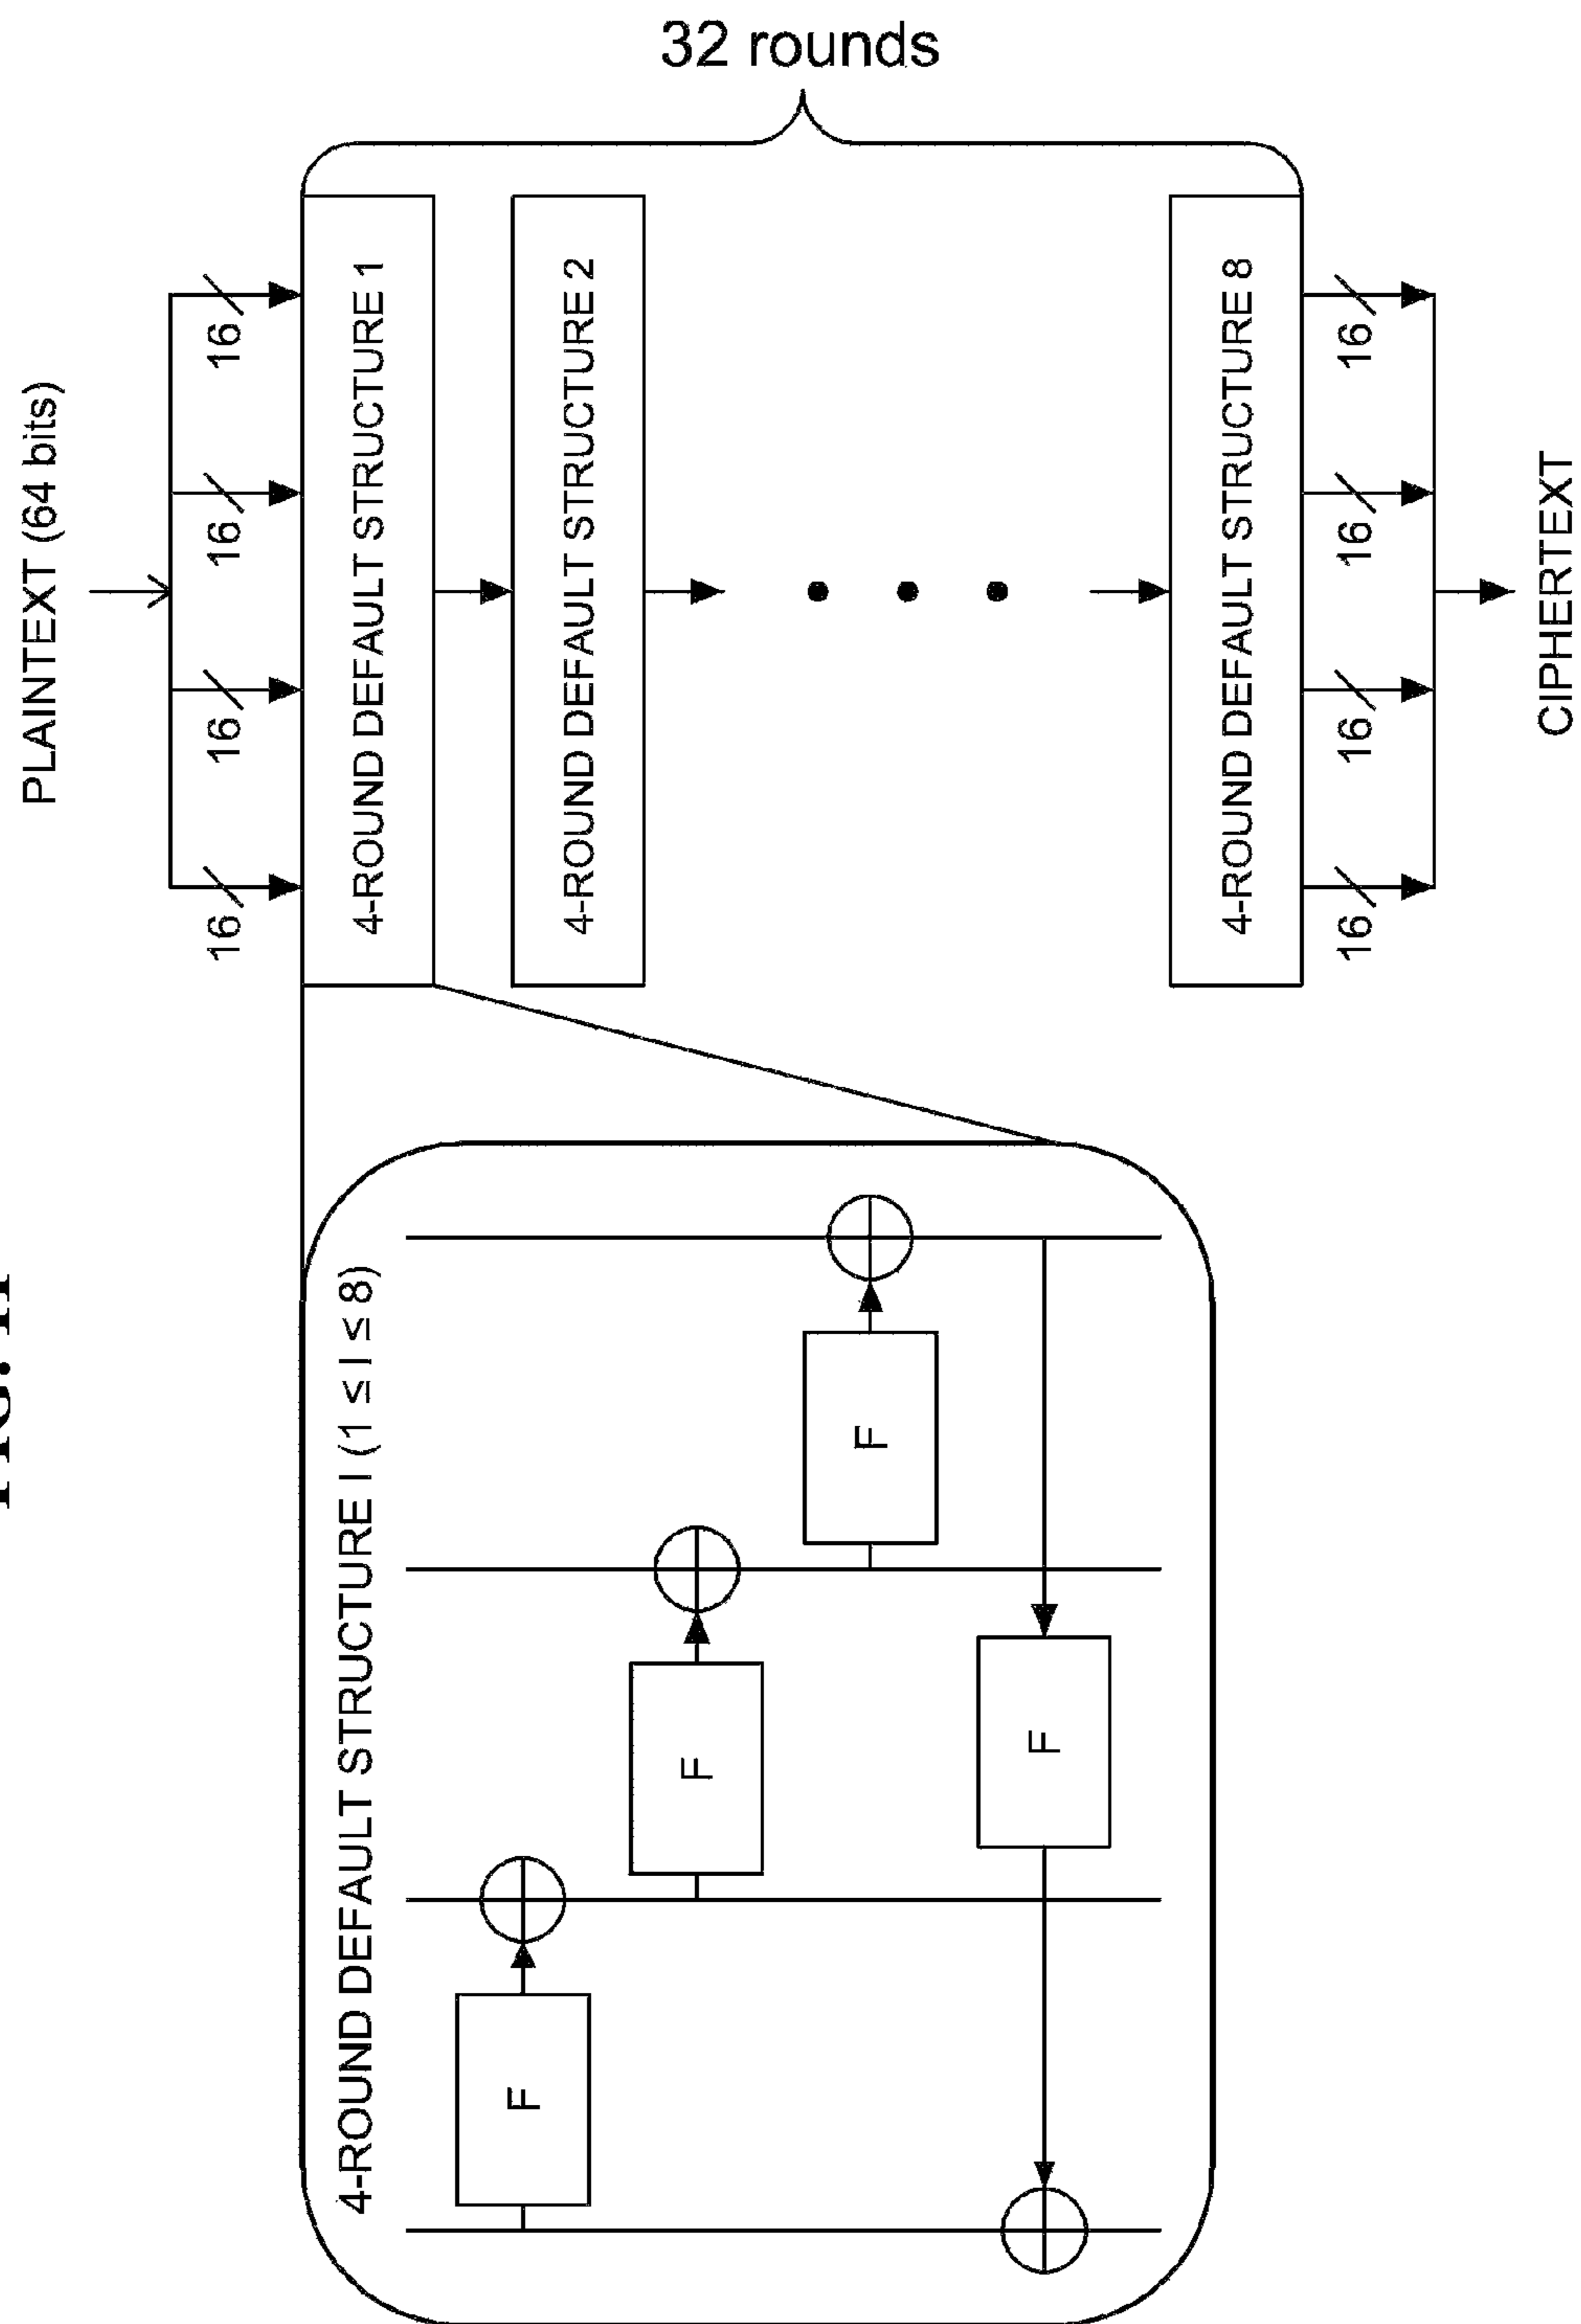 PLAINTEXT (64 bits)
16 16 16 16
4-ROUND DEFAULT STRUCTURE 1
4-ROUND DEFAULT STRUCTURE 2
4-ROUND DEFAULT STRUCTURE 8
32 rounds
16 16 16 16
CIPHERTEXT
4-ROUND DEFAULT STRUCTURE I (1 ≤ I ≤ 8)
F
F
F
F